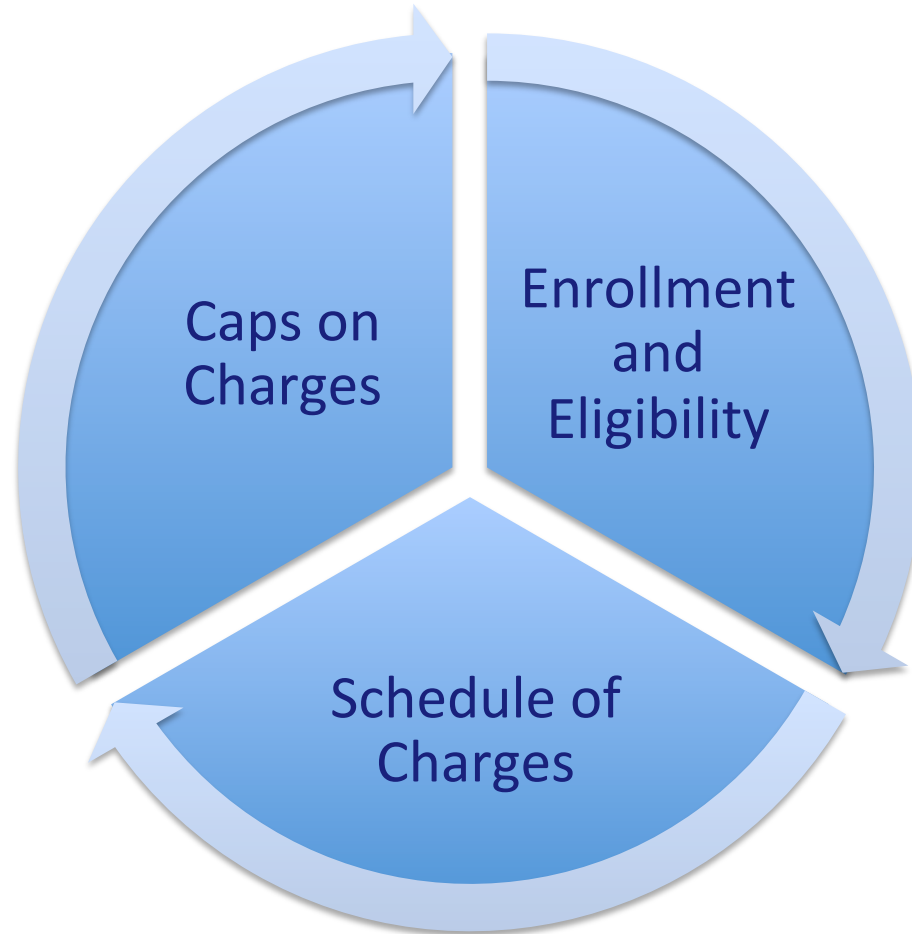 Caps on
Charges
Enrollment
and
Eligibility
Schedule of
Charges